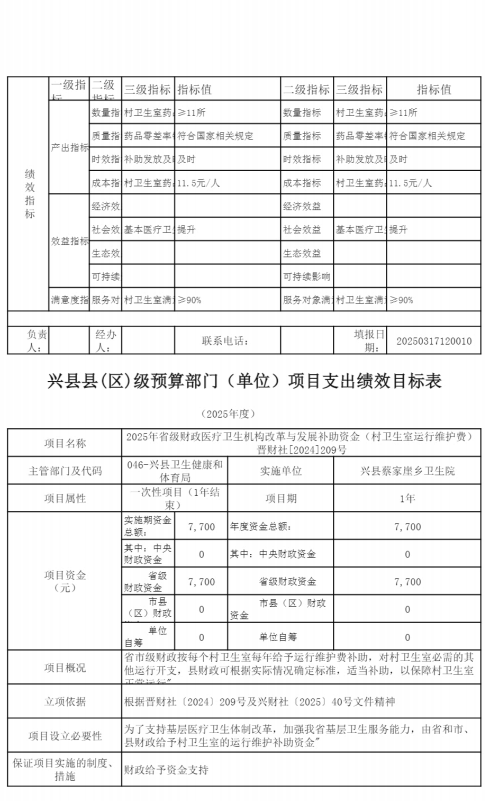 一级指标 二级指标 三级指标 指标值 二级指标 三级指标 指标值
绩效指标
产出指标
数量指 村卫生室药 ≥11所 数量指标 村卫生室药 ≥11所
质量指 药品零差率 符合国家相关规定 质量指标 药品零差率 符合国家相关规定
时效指 补助发放及 及时 时效指标 补助发放及 及时
成本指 村卫生室药 11.5元/人 成本指标 村卫生室药 11.5元/人
效益指标
经济效 经济效益
社会效 基本医疗卫 提升 社会效益 基本医疗卫 提升
生态效 生态效益
可持续 可持续影响
满意度指 服务对 村卫生室满 ≥90% 服务对象满 村卫生室满 ≥90%
负责人: 经办人: 联系电话: 填报日期: 20250317120010
兴县县(区)级预算部门（单位）项目支出绩效目标表
（2025年度）
项目名称 2025年省级财政医疗卫生机构改革与发展补助资金（村卫生室运行维护费）
晋财社[2024]209号
主管部门及代码 046-兴县卫生健康和体育局 实施单位 兴县蔡家崖乡卫生院
项目属性 一次性项目（1年结束） 项目期 1年
项目资金（元）
实施期资金总额: 7,700 年度资金总额: 7,700
其中: 中央财政资金 0 其中: 中央财政资金 0
省级财政资金 7,700 省级财政资金 7,700
市县（区）财政 0 市县（区）财政资金 0
单位自筹 0 单位自筹 0
项目概况 省市级财政按每个村卫生室每年给予运行维护费补助，对村卫生室必需的其
他运行开支，县财政可根据实际情况确定标准，适当补助，以保障村卫生室
正常运行"
立项依据 根据晋财社〔2024〕209号及兴财社〔2025〕40号文件精神
项目设立必要性 为了支持基层医疗卫生体制改革，加强我省基层卫生服务能力，由省和市、
县财政给予村卫生室的运行维护补助资金"
保证项目实施的制度、措施 财政给予资金支持